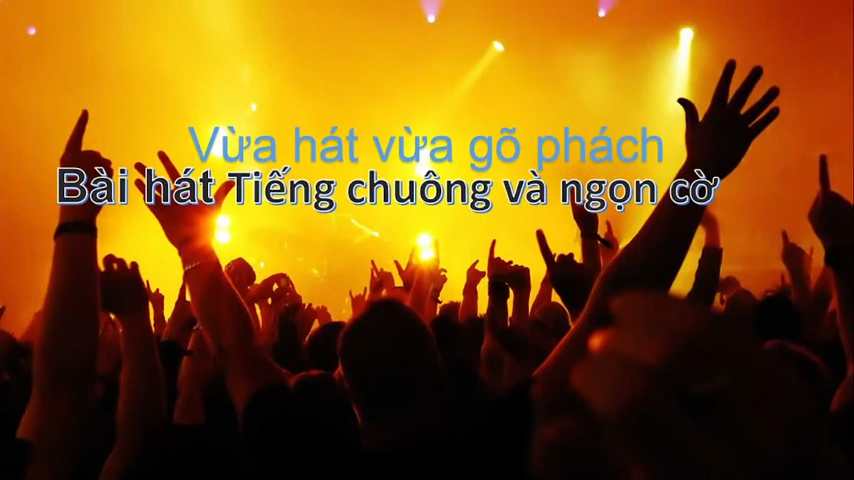 Vừa hát vừa gõ phách
Bài hát Tiếng chuông và ngọn cờ